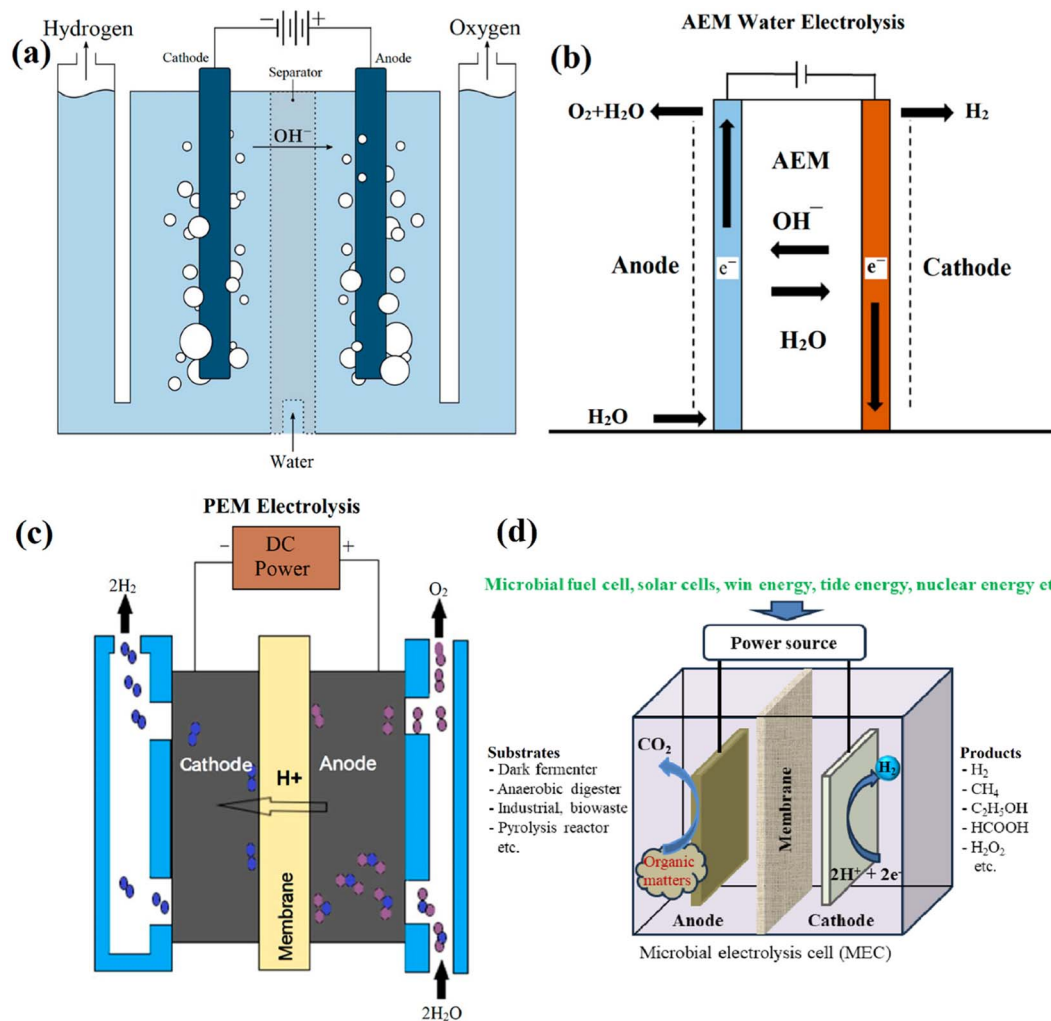 (a)
Hydrogen
− +
Oxygen
Cathode
Anode
Separator
OH⁻
Water
(b)
AEM Water Electrolysis
O₂+H₂O
H₂
AEM
OH⁻
Anode
e⁻
e⁻
Cathode
H₂O
H₂O
(c)
PEM Electrolysis
− DC +
Power
2H₂
O₂
Cathode
H+
Anode
Membrane
2H₂O
(d)
Microbial fuel cell, solar cells, win energy, tide energy, nuclear energy et
Power source
CO₂
Substrates
- Dark fermenter
- Anaerobic digester
- Industrial, biowaste
- Pyrolysis reactor
etc.
Organic
matters
Membrane
H₂
2H⁺ + 2e⁻
Products
- H₂
- CH₄
- C₂H₅OH
- HCOOH
- H₂O₂
etc.
Anode
Cathode
Microbial electrolysis cell (MEC)